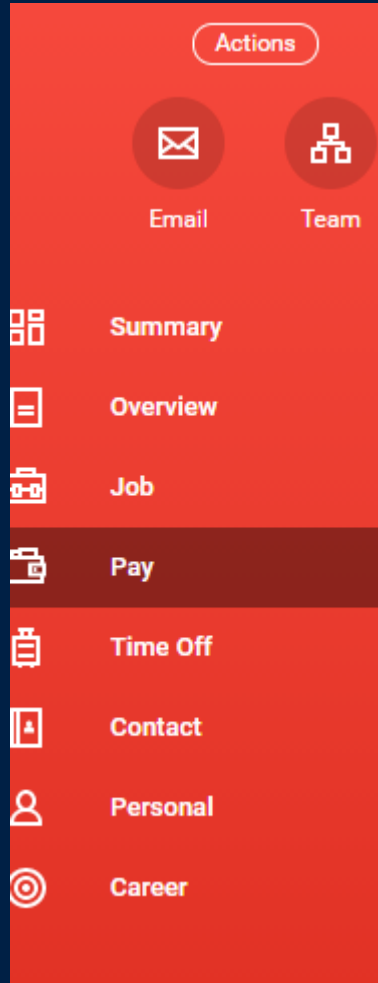 Actions
Email Team
Summary
Overview
Job
Pay
Time Off
Contact
Personal
Career